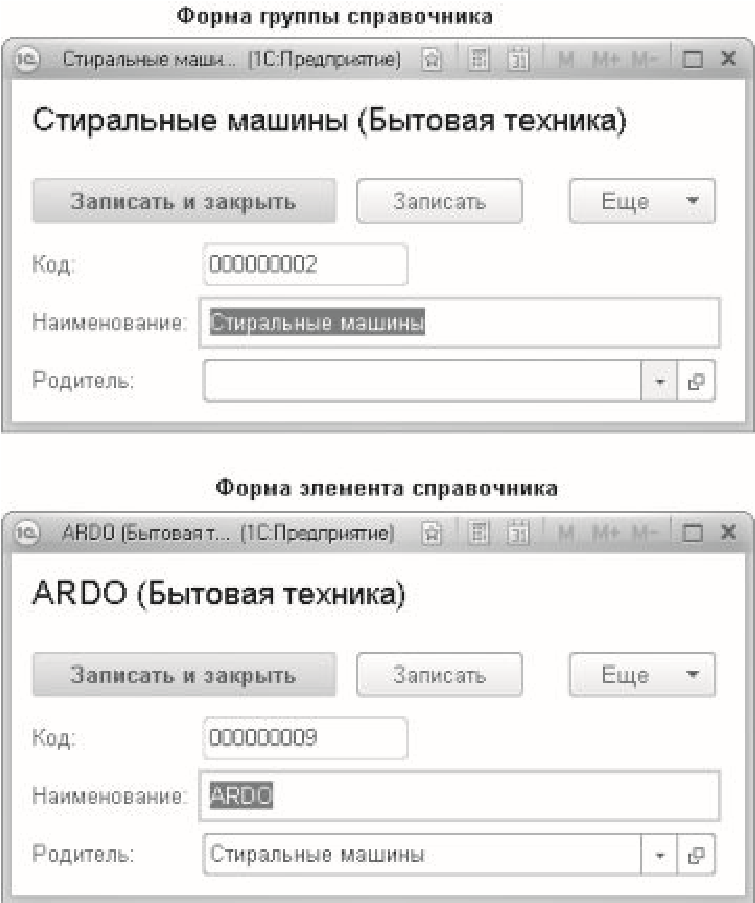 Форма группы справочника
1С Стиральные маши... (1С:Предприятие) 31 M M+ M-
Стиральные машины (Бытовая техника)
Записать и закрыть Записать Еще
Код: 000000002
Наименование: Стиральные машины
Родитель:
Форма элемента справочника
1С ARDO (Бытовая т... (1С:Предприятие) 31 M M+ M-
ARDO (Бытовая техника)
Записать и закрыть Записать Еще
Код: 000000009
Наименование: ARDO
Родитель: Стиральные машины